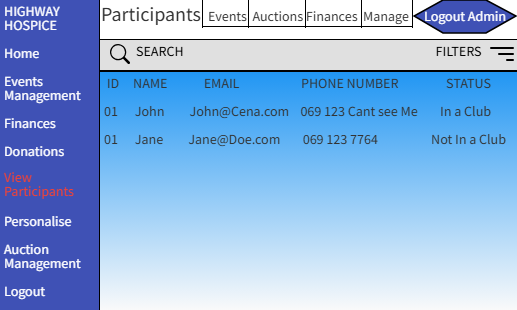 HIGHWAY
HOSPICE
Participants Events Auctions Finances Manage Logout Admin
SEARCH FILTERS
Home
Events
Management
Finances
Donations
View
Participants
Personalise
Auction
Management
Logout
ID NAME EMAIL PHONE NUMBER STATUS
01 John John@Cena.com 069 123 Cant see Me In a Club
01 Jane Jane@Doe.com 069 123 7764 Not In a Club